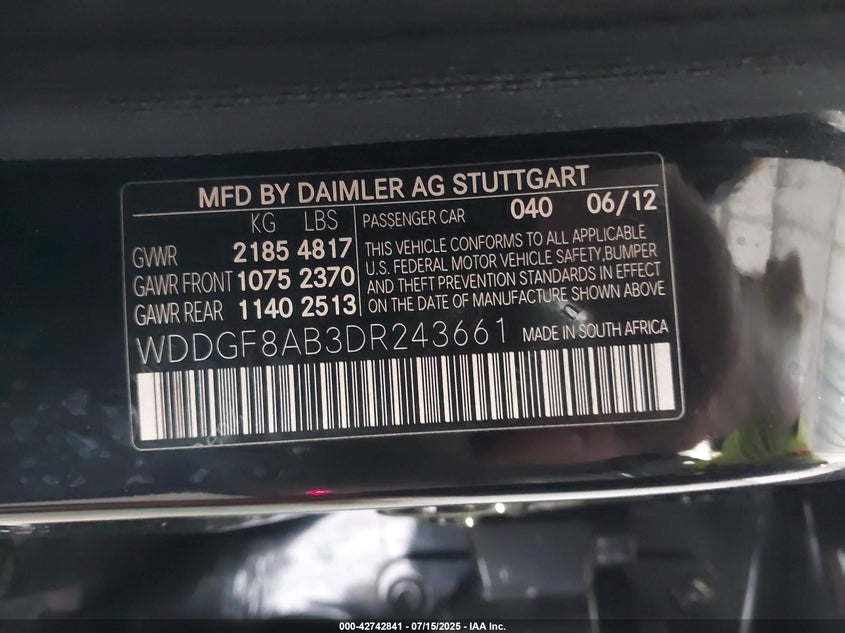 MFD BY DAIMLER AG STUTTGART
KG LBS
GVWR 2185 4817
GAWR FRONT 1075 2370
GAWR REAR 1140 2513
PASSENGER CAR 040 06/12
THIS VEHICLE CONFORMS TO ALL APPLICABLE
U.S. FEDERAL MOTOR VEHICLE SAFETY,BUMPER
AND THEFT PREVENTION STANDARDS IN EFFECT
ON THE DATE OF MANUFACTURE SHOWN ABOVE
WDDGF8AB3DR243661 MADE IN SOUTH AFRICA
000-42742841 - 07/15/2025 - IAA Inc.